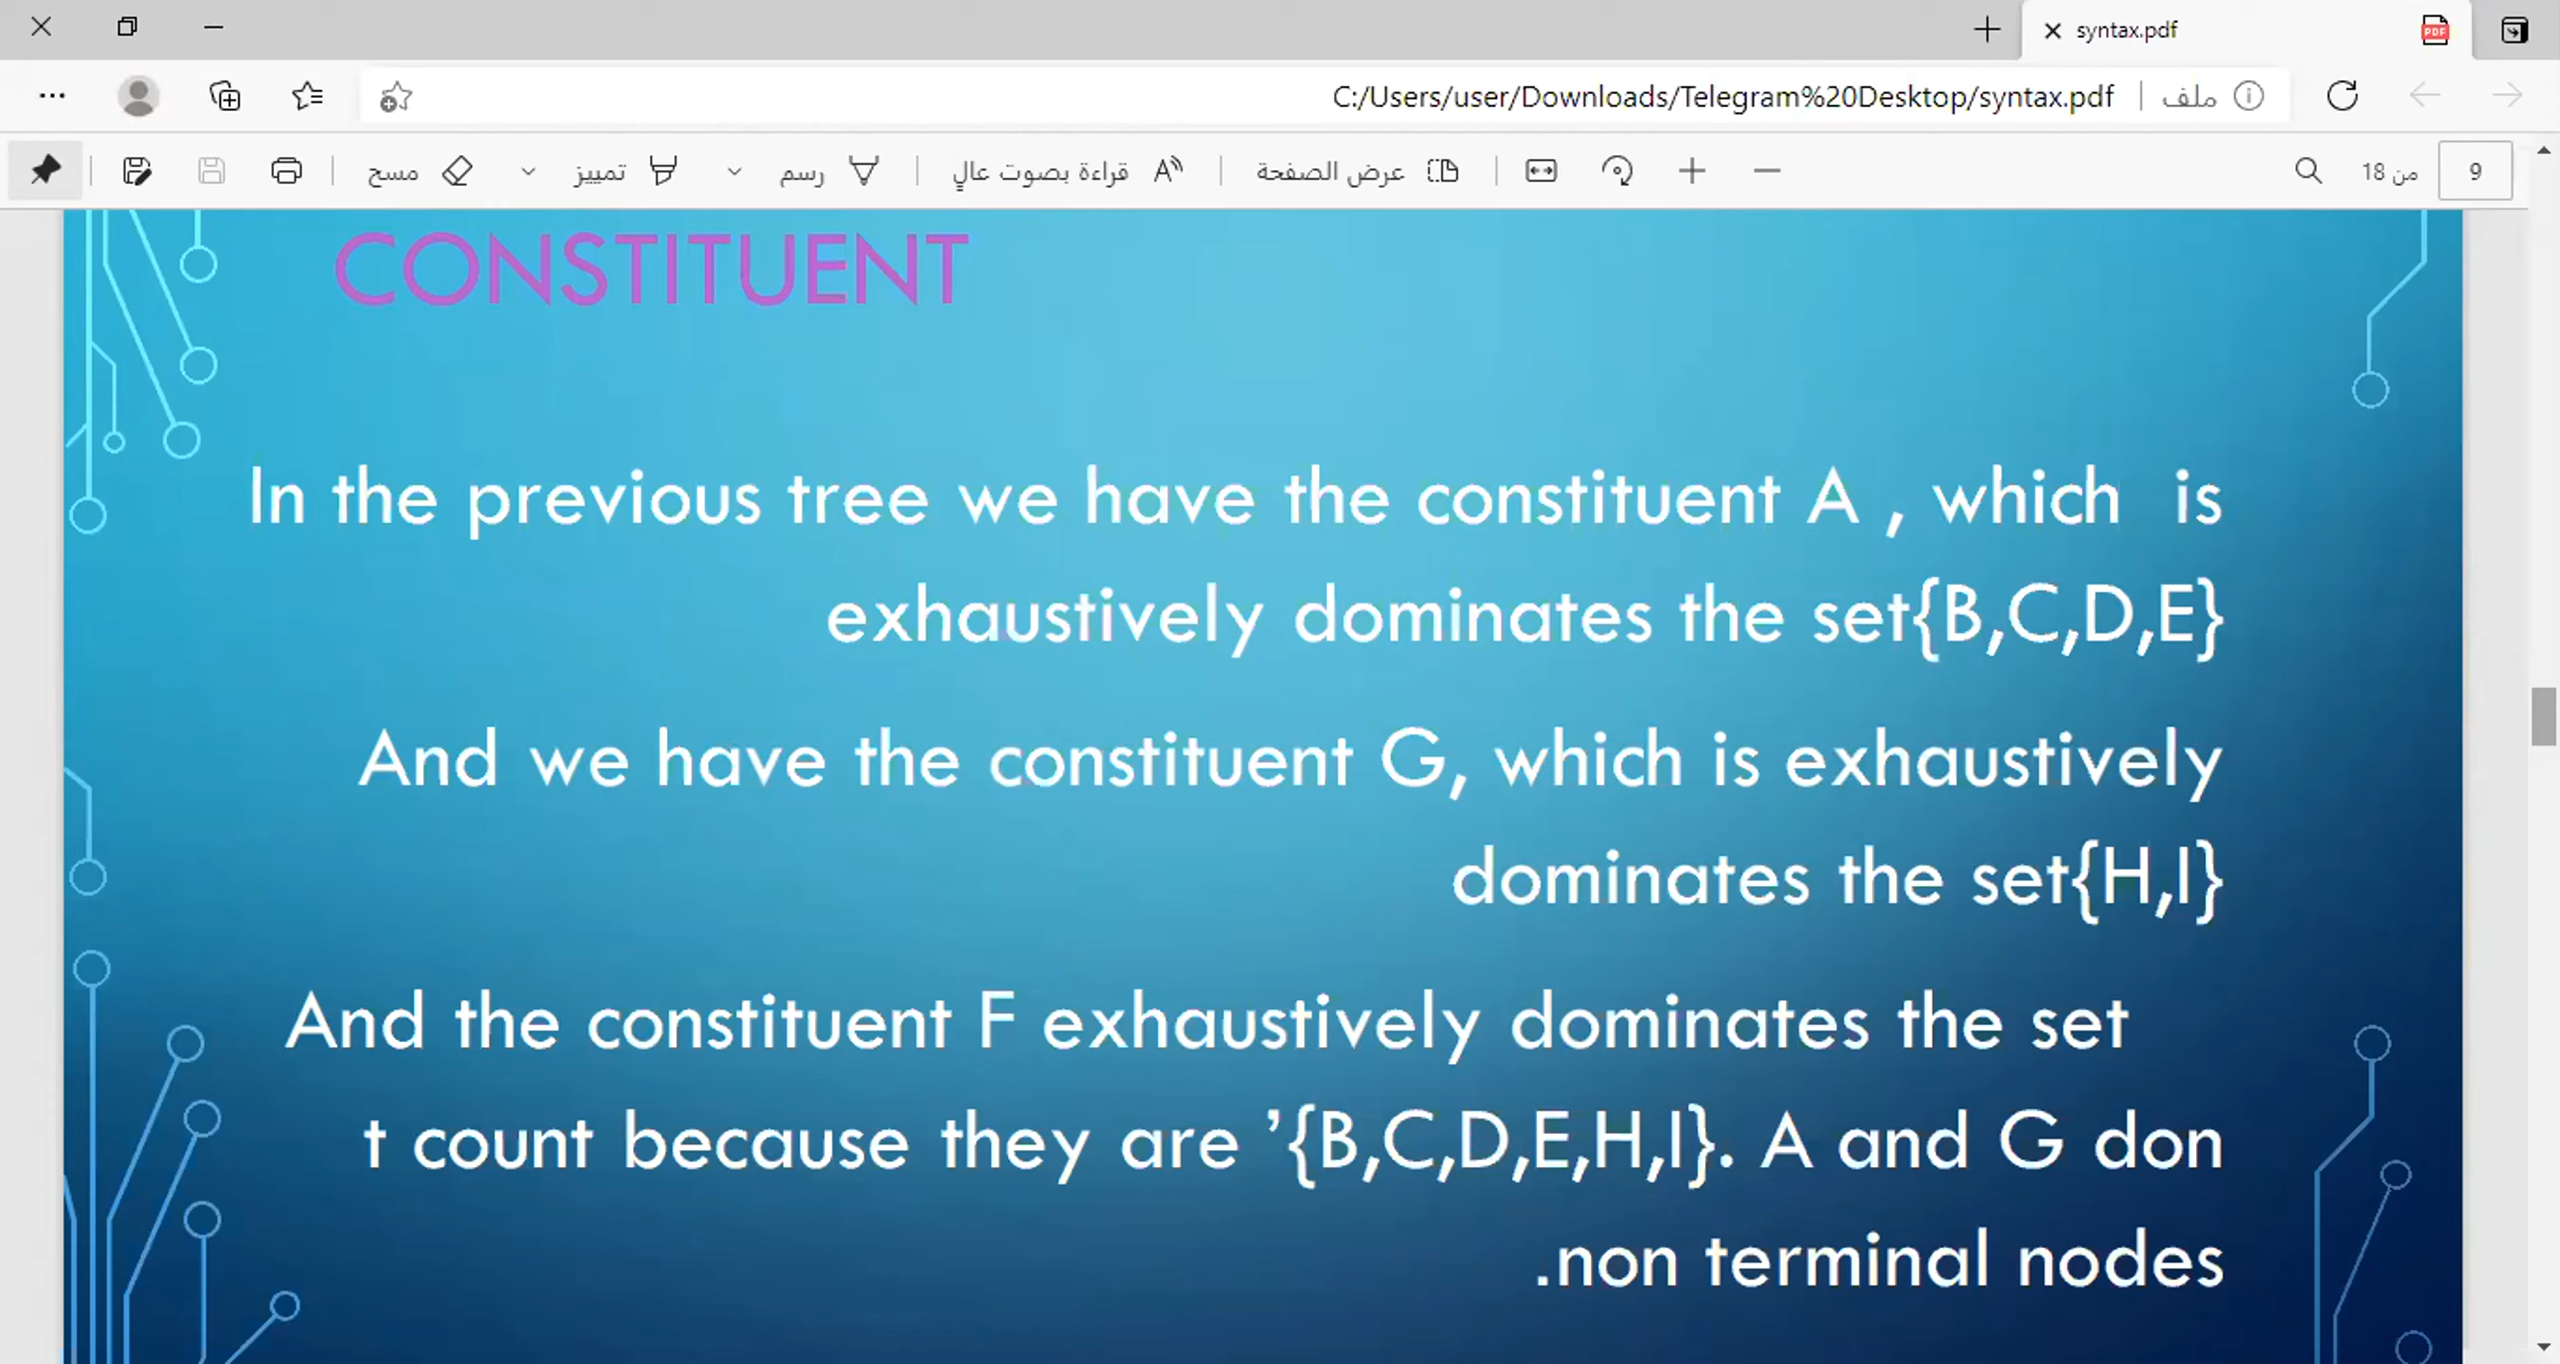 syntax.pdf
C:/Users/user/Downloads/Telegram%20Desktop/syntax.pdf | ملف
9 من 18
عرض الصفحة
قراءة بصوت عالٍ
رسم
تمييز
مسح
CONSTITUENT
In the previous tree we have the constituent A , which is
exhaustively dominates the set{B,C,D,E}
And we have the constituent G, which is exhaustively
dominates the set{H,I}
And the constituent F exhaustively dominates the set
t count because they are ’{B,C,D,E,H,I}. A and G don
.non terminal nodes